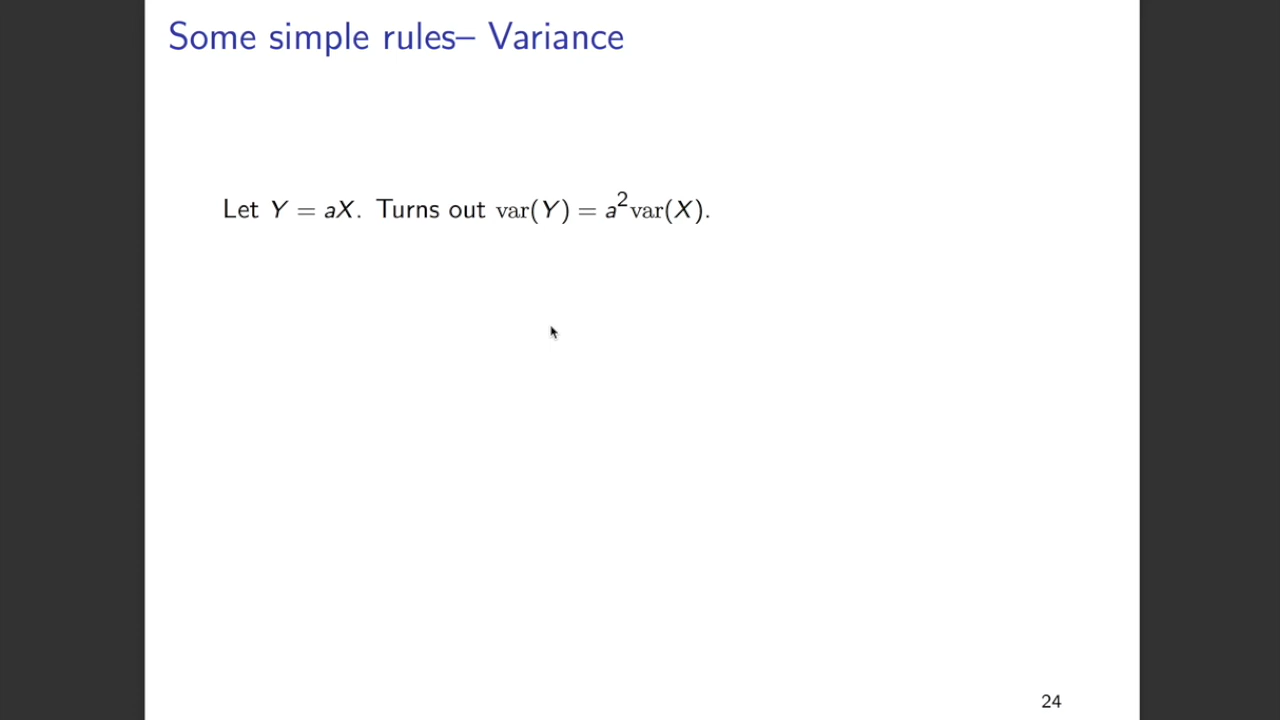 Some simple rules– Variance
Let Y = aX. Turns out var(Y) = a²var(X).
24